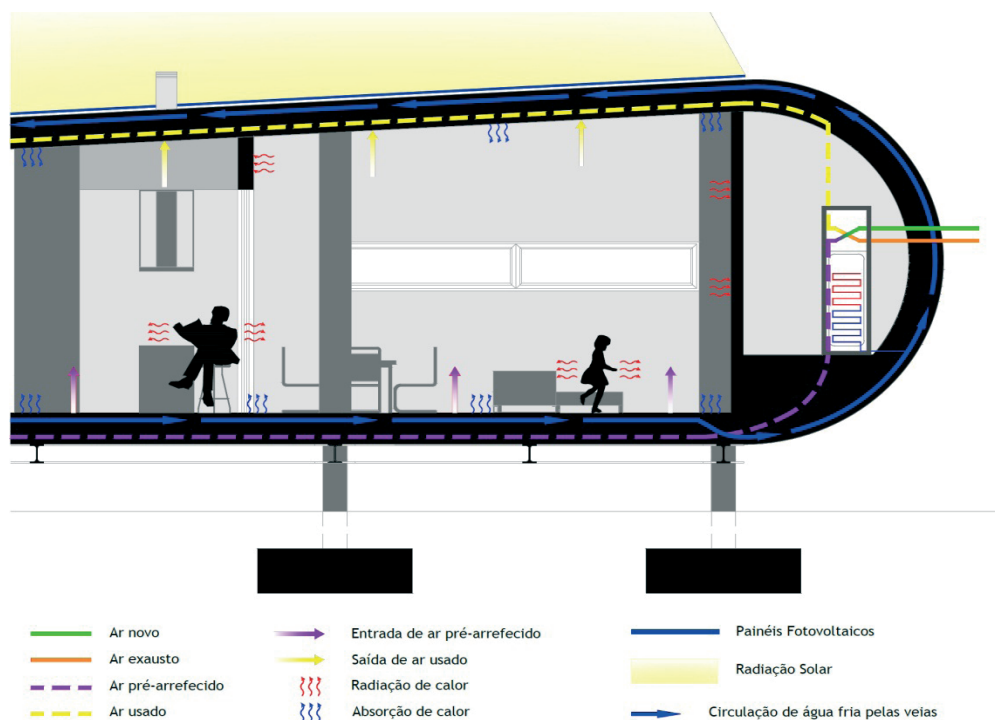 Ar novo
Ar exausto
Ar pré-arrefecido
Ar usado
Entrada de ar pré-arrefecido
Saída de ar usado
Radiação de calor
Absorção de calor
Painéis Fotovoltaicos
Radiação Solar
Circulação de água fria pelas veias